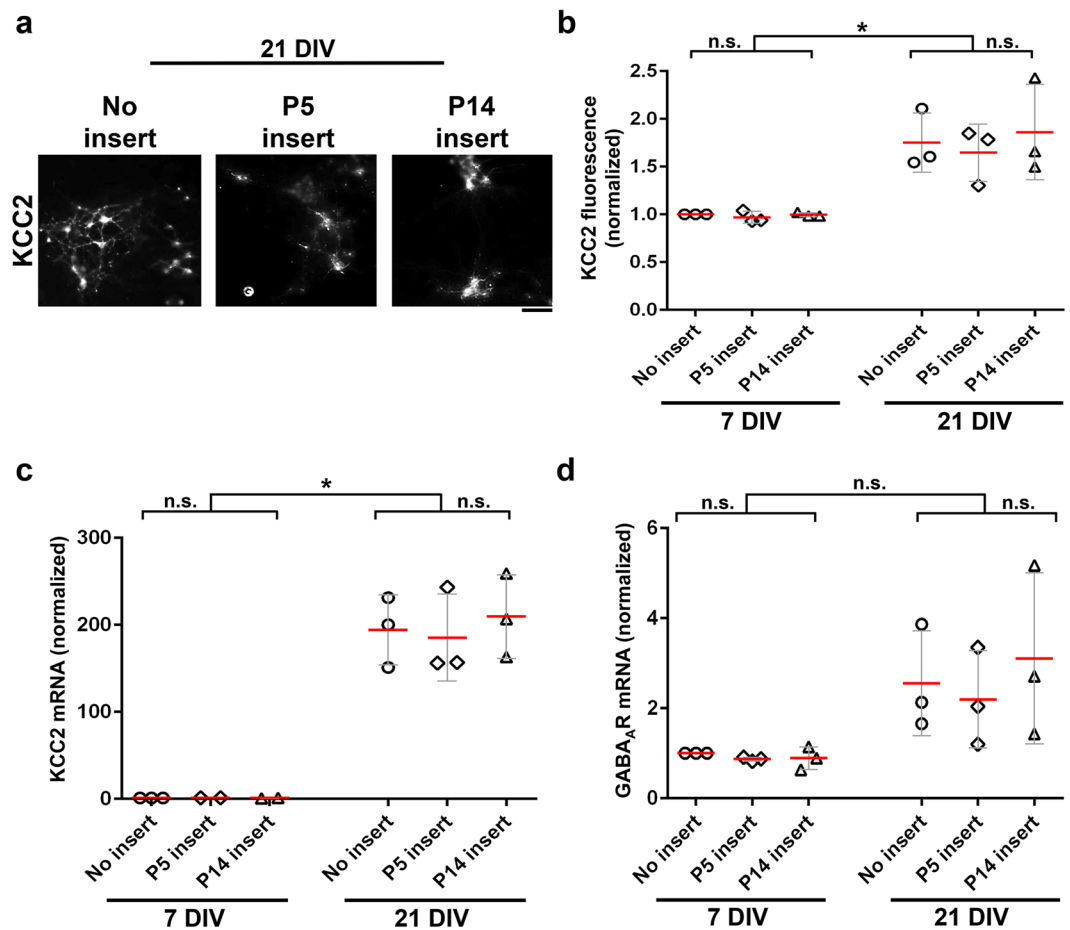 a
21 DIV
No insert
P5 insert
P14 insert
KCC2
b
n.s.
*
n.s.
KCC2 fluorescence
(normalized)
2.5
2.0
1.5
1.0
0.5
0.0
No insert
P5 insert
P14 insert
No insert
P5 insert
P14 insert
7 DIV
21 DIV
c
n.s.
*
n.s.
KCC2 mRNA (normalized)
300
200
100
0
No insert
P5 insert
P14 insert
No insert
P5 insert
P14 insert
7 DIV
21 DIV
d
n.s.
n.s.
n.s.
GABAAR mRNA (normalized)
6
4
2
0
No insert
P5 insert
P14 insert
No insert
P5 insert
P14 insert
7 DIV
21 DIV